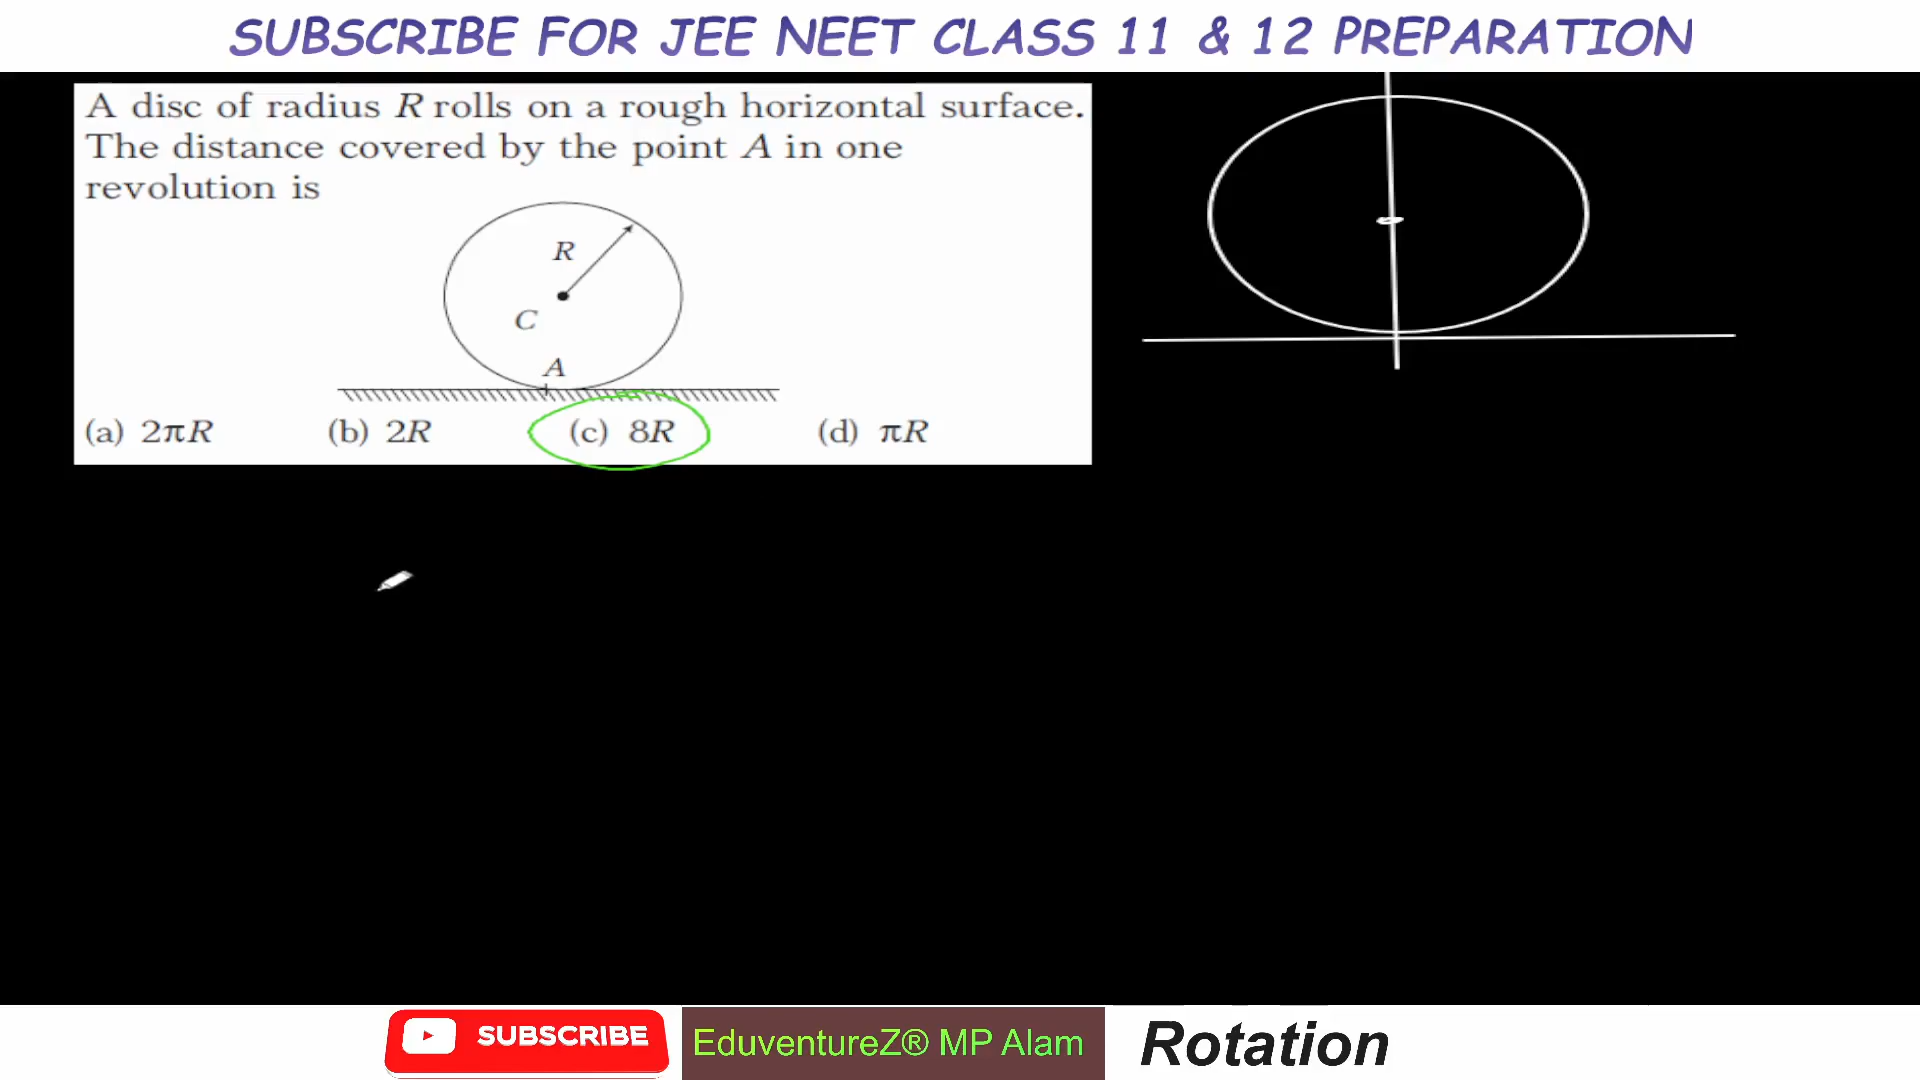 SUBSCRIBE FOR JEE NEET CLASS 11 & 12 PREPARATION
A disc of radius R rolls on a rough horizontal surface.
The distance covered by the point A in one
revolution is
R
C
A
(a) 2πR (b) 2R (c) 8R (d) πR
SUBSCRIBE
EduventureZ® MP Alam
Rotation